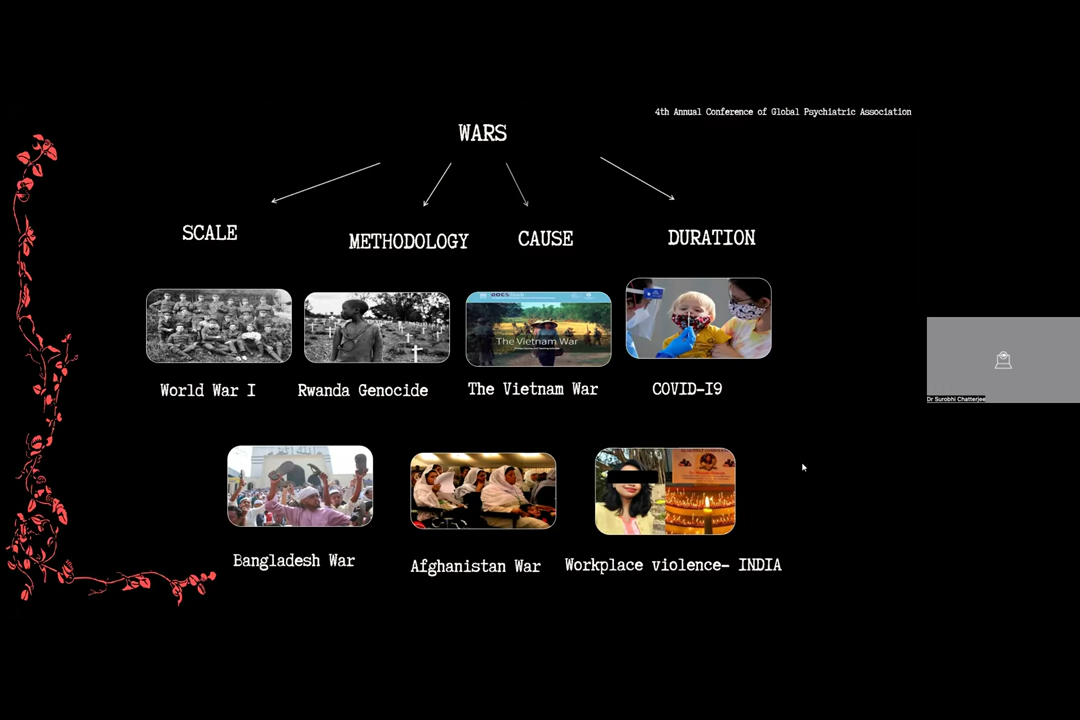 4th Annual Conference of Global Psychiatric Association
WARS
SCALE
METHODOLOGY
CAUSE
DURATION
The Vietnam War
World War I
Rwanda Genocide
The Vietnam War
COVID-I9
Dr Surobhi Chatterjee
Bangladesh War
Afghanistan War
Workplace violence- INDIA